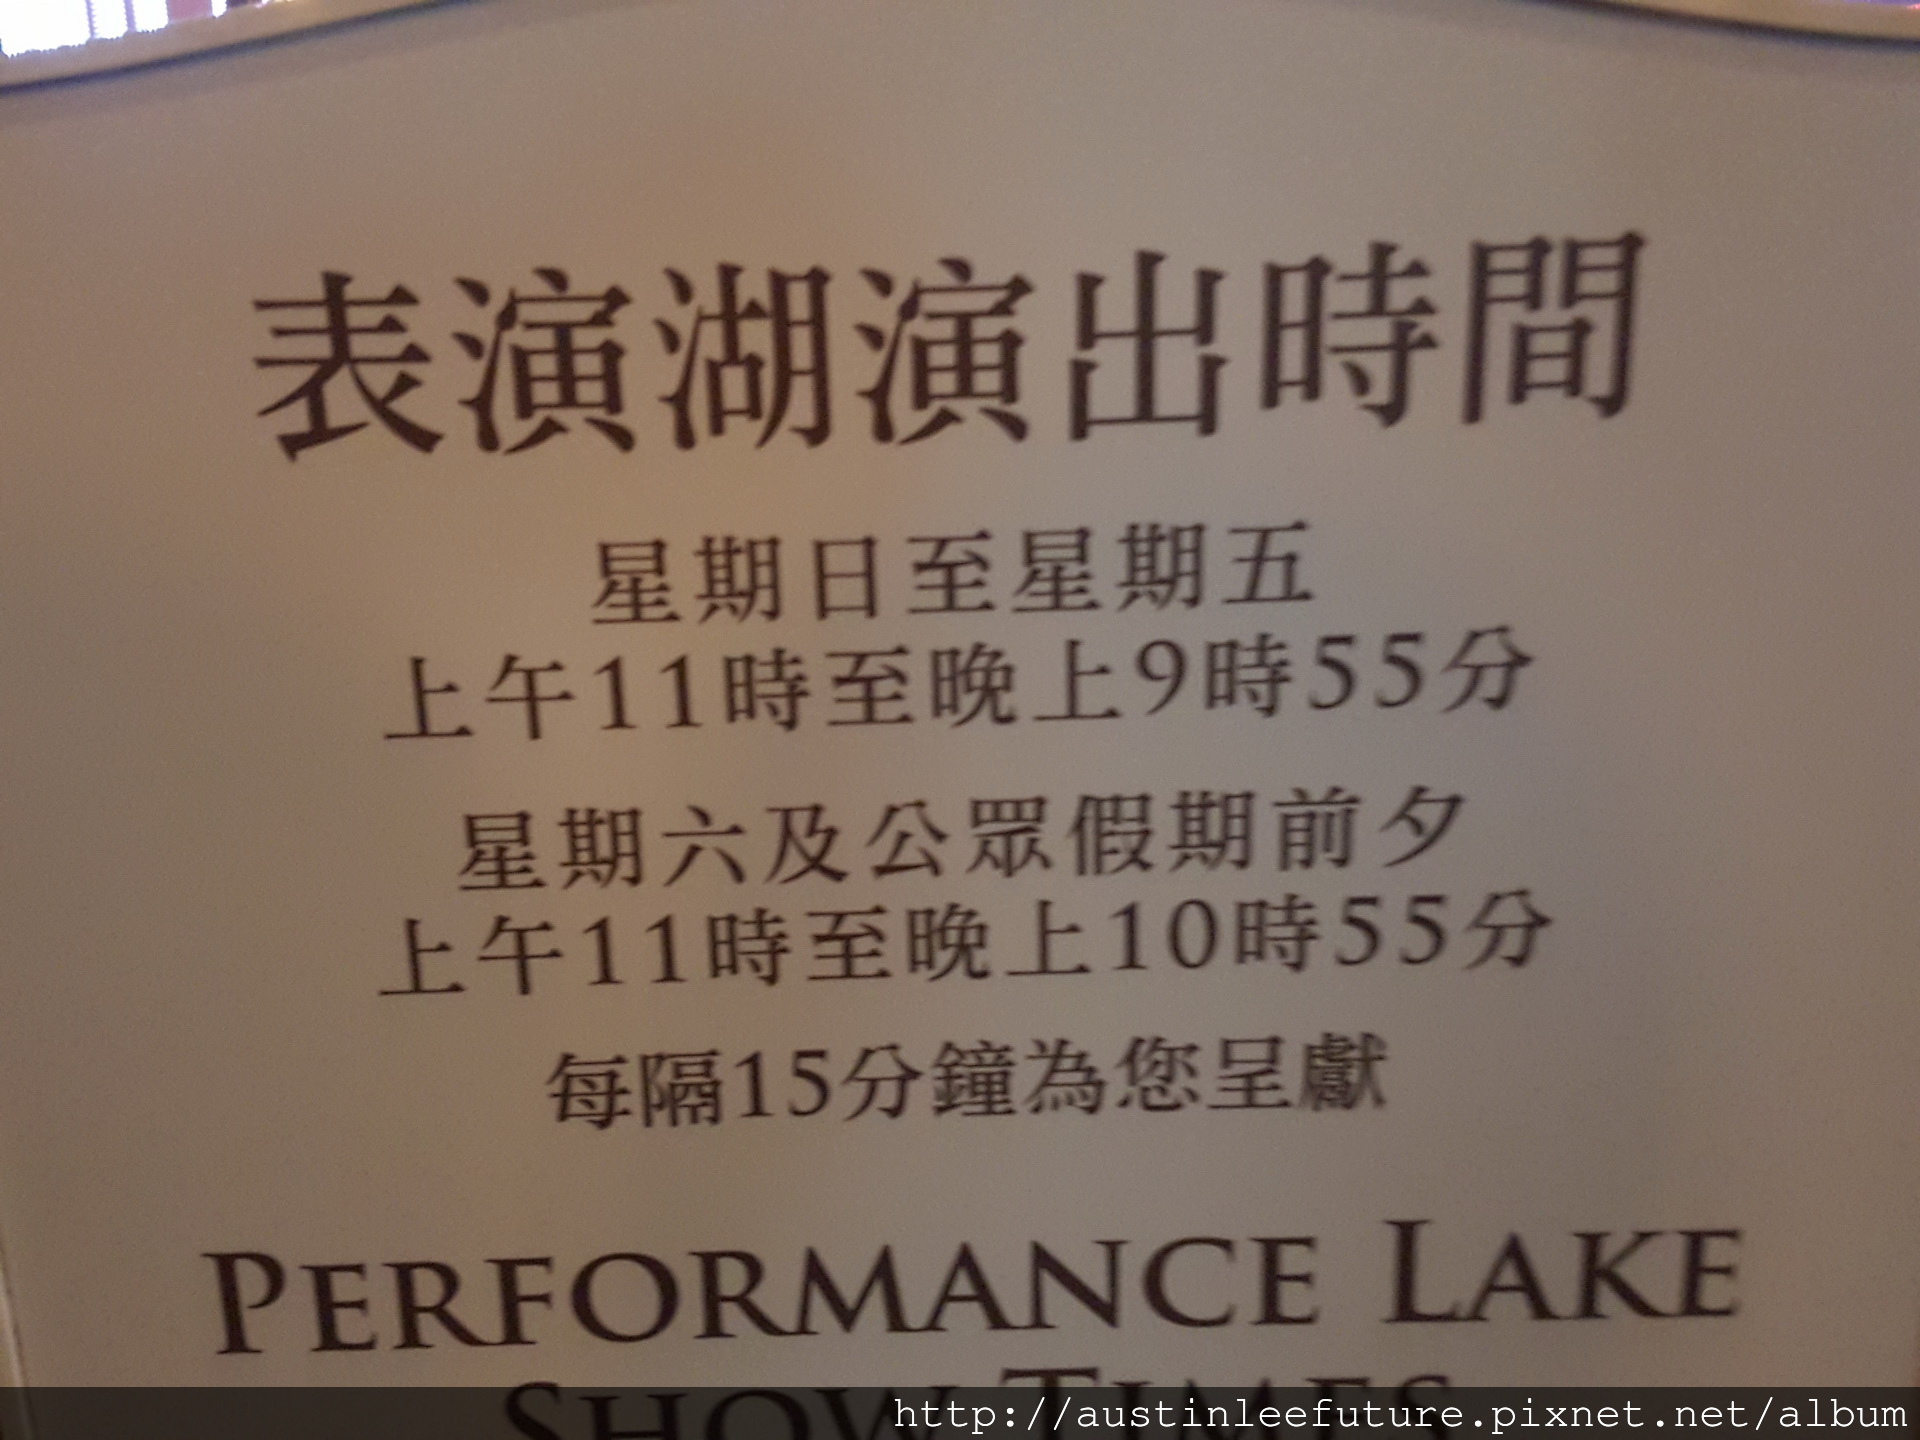 表演湖演出時間
星期日至星期五
上午11時至晚上9時55分
星期六及公眾假期前夕
上午11時至晚上10時55分
每隔15分鐘為您呈獻
PERFORMANCE LAKE
SHOW TIMES
http://austinleefuture.pixnet.net/album